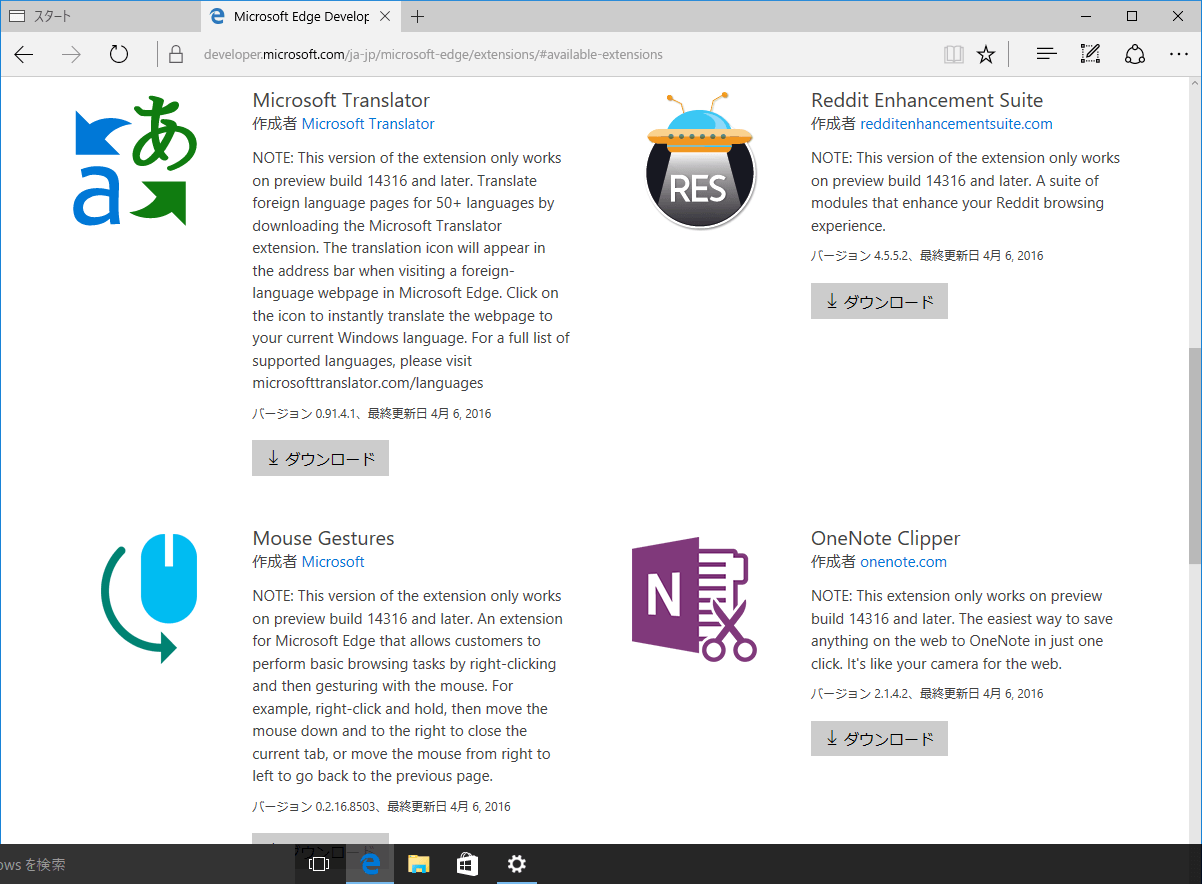 スタート
Microsoft Edge Develop
developer.microsoft.com/ja-jp/microsoft-edge/extensions/#available-extensions
あ
a
Microsoft Translator
作成者 Microsoft Translator
NOTE: This version of the extension only works
on preview build 14316 and later. Translate
foreign language pages for 50+ languages by
downloading the Microsoft Translator
extension. The translation icon will appear in
the address bar when visiting a foreign-
language webpage in Microsoft Edge. Click on
the icon to instantly translate the webpage to
your current Windows language. For a full list of
supported languages, please visit
microsofttranslator.com/languages
バージョン 0.91.4.1、最終更新日 4月 6, 2016
ダウンロード
RES
Reddit Enhancement Suite
作成者 redditenhancementsuite.com
NOTE: This version of the extension only works
on preview build 14316 and later. A suite of
modules that enhance your Reddit browsing
experience.
バージョン 4.5.5.2、最終更新日 4月 6, 2016
ダウンロード
Mouse Gestures
作成者 Microsoft
NOTE: This version of the extension only works
on preview build 14316 and later. An extension
for Microsoft Edge that allows customers to
perform basic browsing tasks by right-clicking
and then gesturing with the mouse. For
example, right-click and hold, then move the
mouse down and to the right to close the
current tab, or move the mouse from right to
left to go back to the previous page.
バージョン 0.2.16.8503、最終更新日 4月 6, 2016
ダウンロード
N
OneNote Clipper
作成者 onenote.com
NOTE: This extension only works on preview
build 14316 and later. The easiest way to save
anything on the web to OneNote in just one
click. It's like your camera for the web.
バージョン 2.1.4.2、最終更新日 4月 6, 2016
ダウンロード
ows を検索